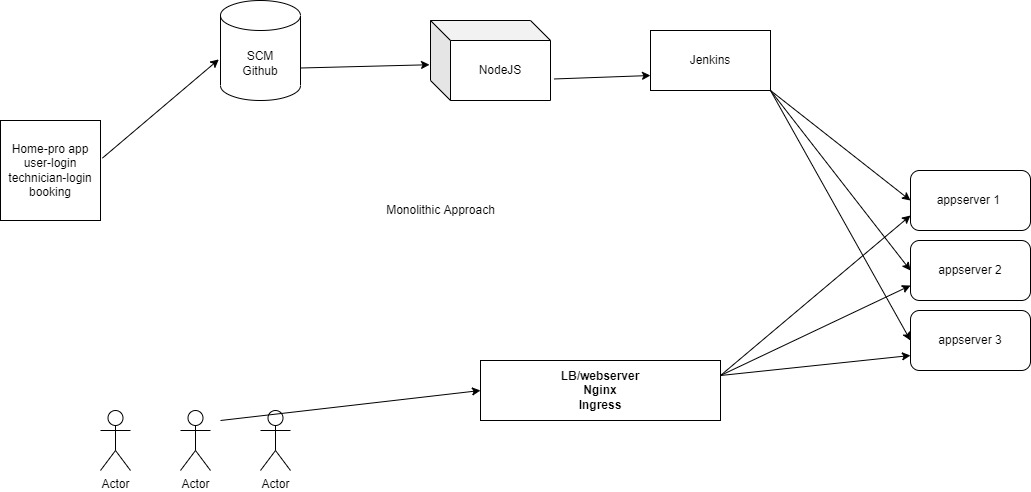 SCM
Github
NodeJS
Jenkins
Home-pro app
user-login
technician-login
booking
Monolithic Approach
appserver 1
appserver 2
appserver 3
LB/webserver
Nginx
Ingress
Actor
Actor
Actor